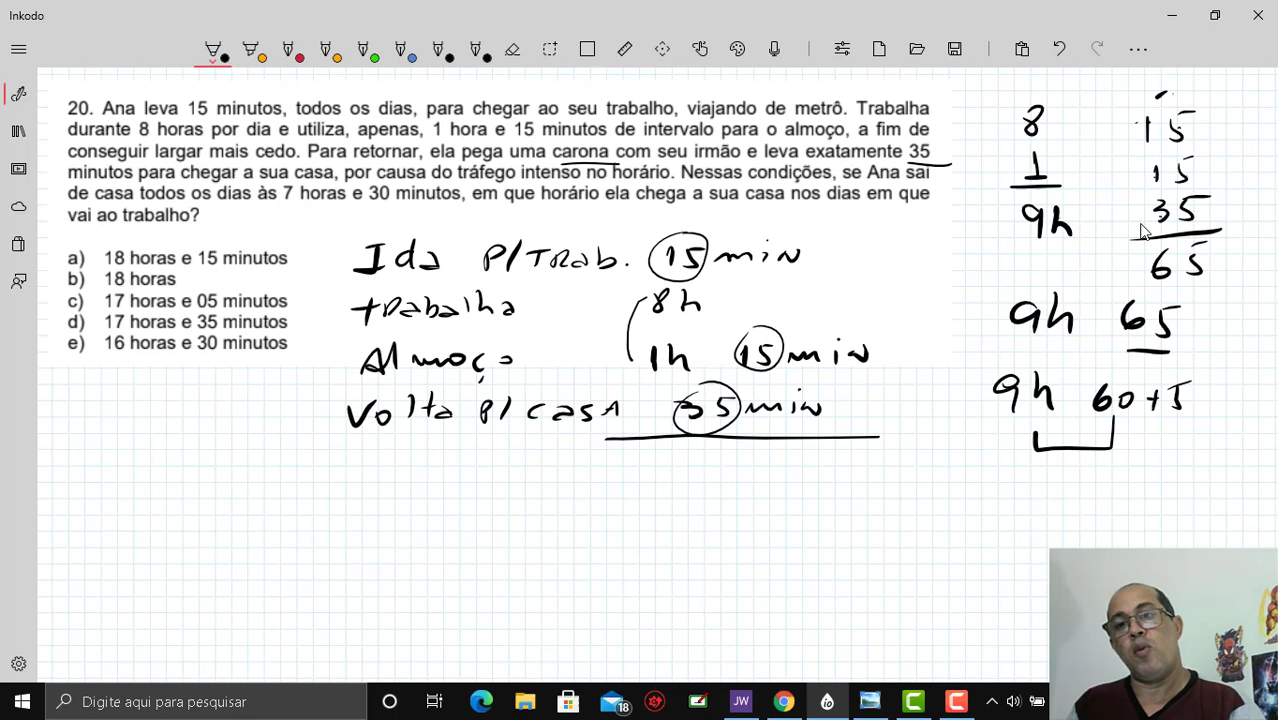 Inkodo
20. Ana leva 15 minutos, todos os dias, para chegar ao seu trabalho, viajando de metrô. Trabalha
durante 8 horas por dia e utiliza, apenas, 1 hora e 15 minutos de intervalo para o almoço, a fim de
conseguir largar mais cedo. Para retornar, ela pega uma carona com seu irmão e leva exatamente 35
minutos para chegar a sua casa, por causa do tráfego intenso no horário. Nessas condições, se Ana sai
de casa todos os dias às 7 horas e 30 minutos, em que horário ela chega a sua casa nos dias em que
vai ao trabalho?
a) 18 horas e 15 minutos
b) 18 horas
c) 17 horas e 05 minutos
d) 17 horas e 35 minutos
e) 16 horas e 30 minutos
Ida P/ Trab. 15 min
trabalha 8h
Almoço 1h 15 min
Volta P/ casa 35 min
8 15
1 15
9h 35
65
9h 65
9h 60+5
Digite aqui para pesquisar
JW
18